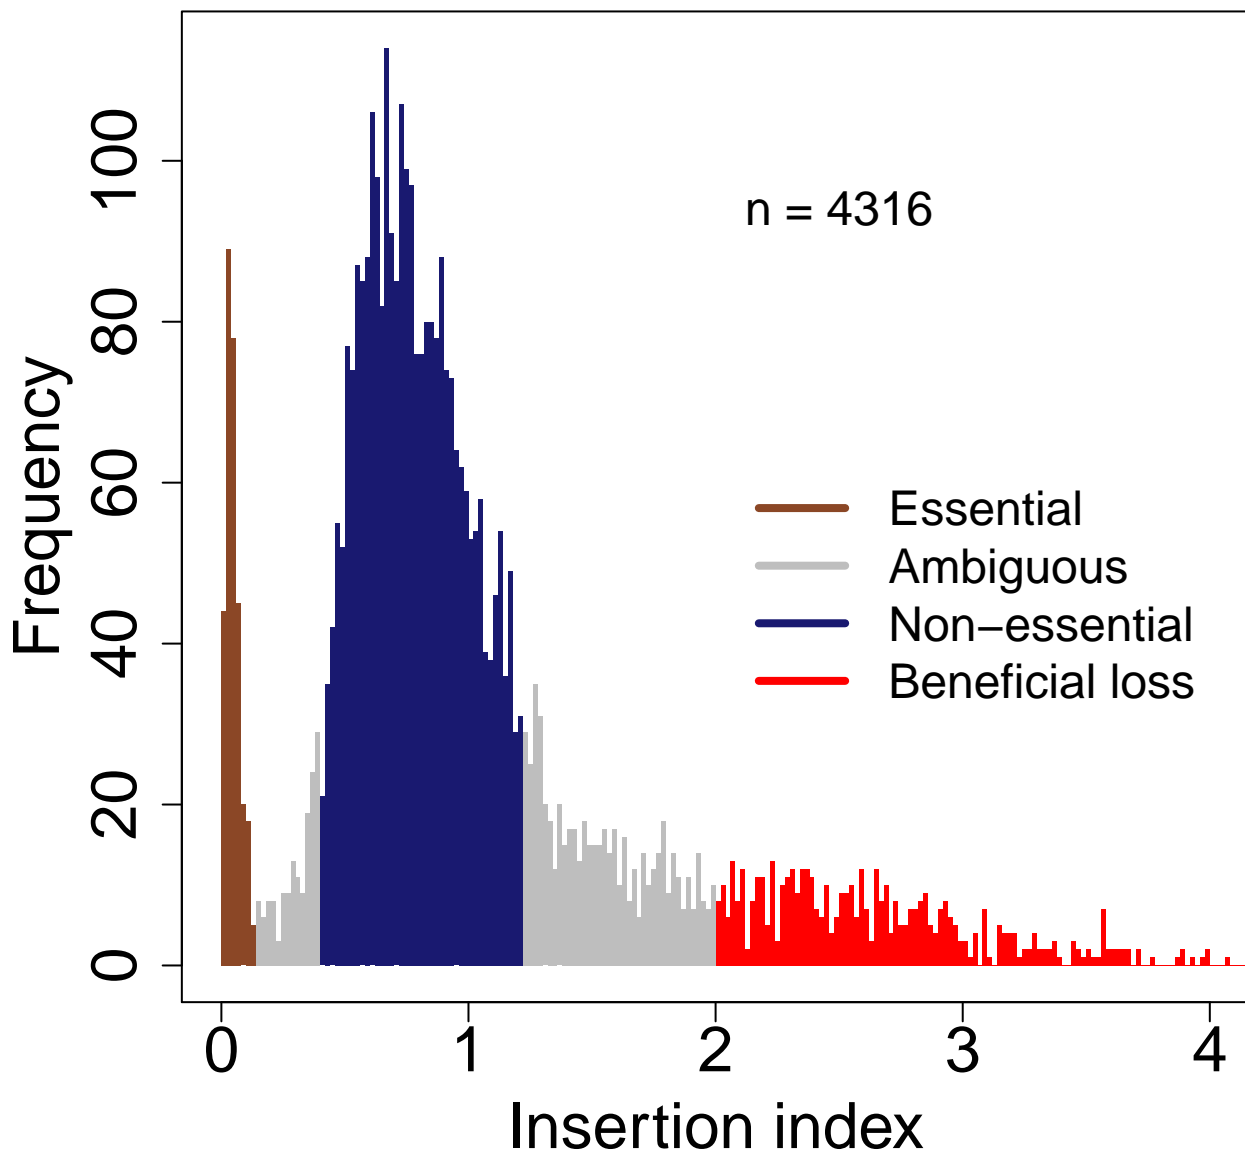 n = 4316
Essential
Ambiguous
Non−essential
Beneficial loss
Frequency
0
20
40
60
80
100
0 1 2 3 4
Insertion index